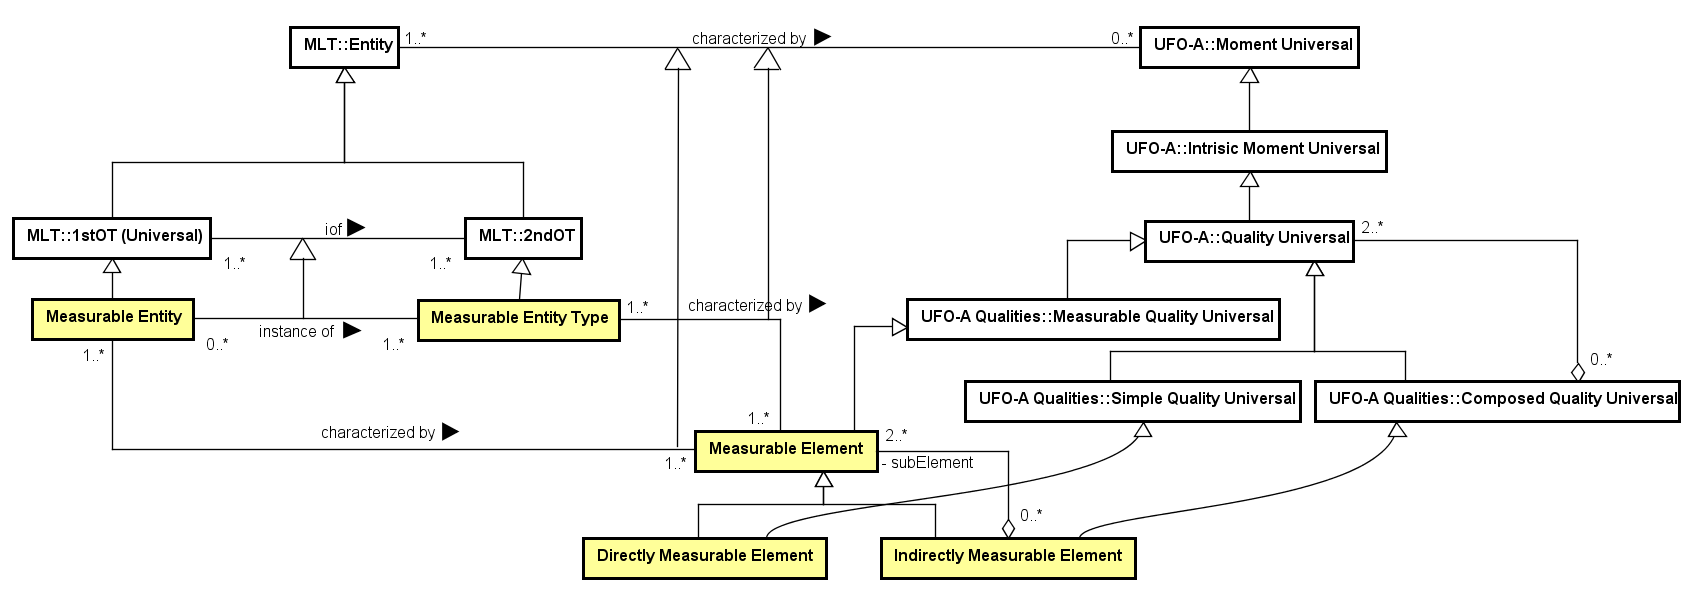 MLT::Entity
1..*
characterized by
0..*
UFO-A::Moment Universal
UFO-A::Intrisic Moment Universal
MLT::1stOT (Universal)
iof
MLT::2ndOT
UFO-A::Quality Universal
2..*
1..*
1..*
Measurable Entity
instance of
Measurable Entity Type
1..*
characterized by
UFO-A Qualities::Measurable Quality Universal
0..*
1..*
1..*
0..*
UFO-A Qualities::Simple Quality Universal
UFO-A Qualities::Composed Quality Universal
1..*
characterized by
Measurable Element
2..*
1..*
- subElement
0..*
Directly Measurable Element
Indirectly Measurable Element